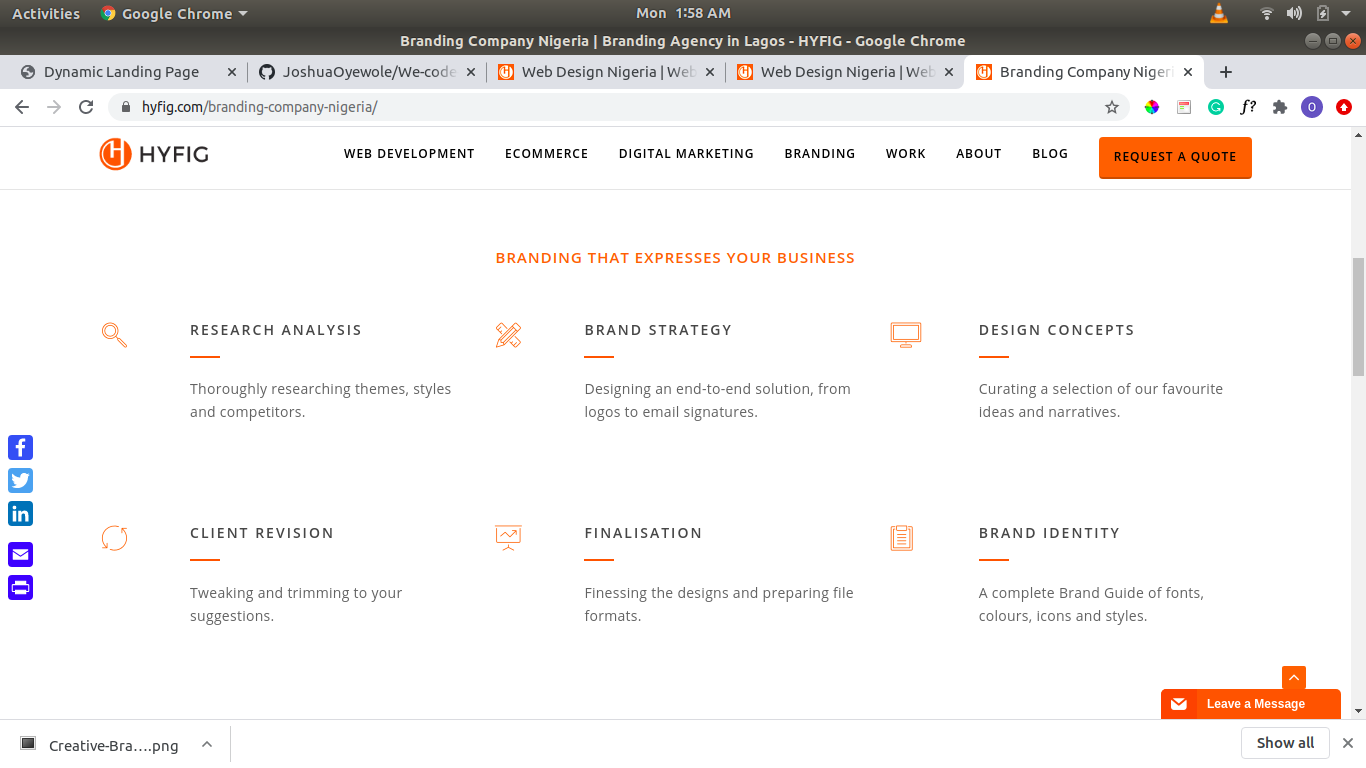 Activities Google Chrome Mon 1:58 AM
Branding Company Nigeria | Branding Agency in Lagos - HYFIG - Google Chrome
Dynamic Landing Page JoshuaOyewole/We-code Web Design Nigeria | Web Web Design Nigeria | Web Branding Company Nigeri
hyfig.com/branding-company-nigeria/ f? O
HYFIG WEB DEVELOPMENT ECOMMERCE DIGITAL MARKETING BRANDING WORK ABOUT BLOG REQUEST A QUOTE
BRANDING THAT EXPRESSES YOUR BUSINESS
RESEARCH ANALYSIS
Thoroughly researching themes, styles
and competitors.
BRAND STRATEGY
Designing an end-to-end solution, from
logos to email signatures.
DESIGN CONCEPTS
Curating a selection of our favourite
ideas and narratives.
CLIENT REVISION
Tweaking and trimming to your
suggestions.
FINALISATION
Finessing the designs and preparing file
formats.
BRAND IDENTITY
A complete Brand Guide of fonts,
colours, icons and styles.
Leave a Message
Creative-Bra....png Show all